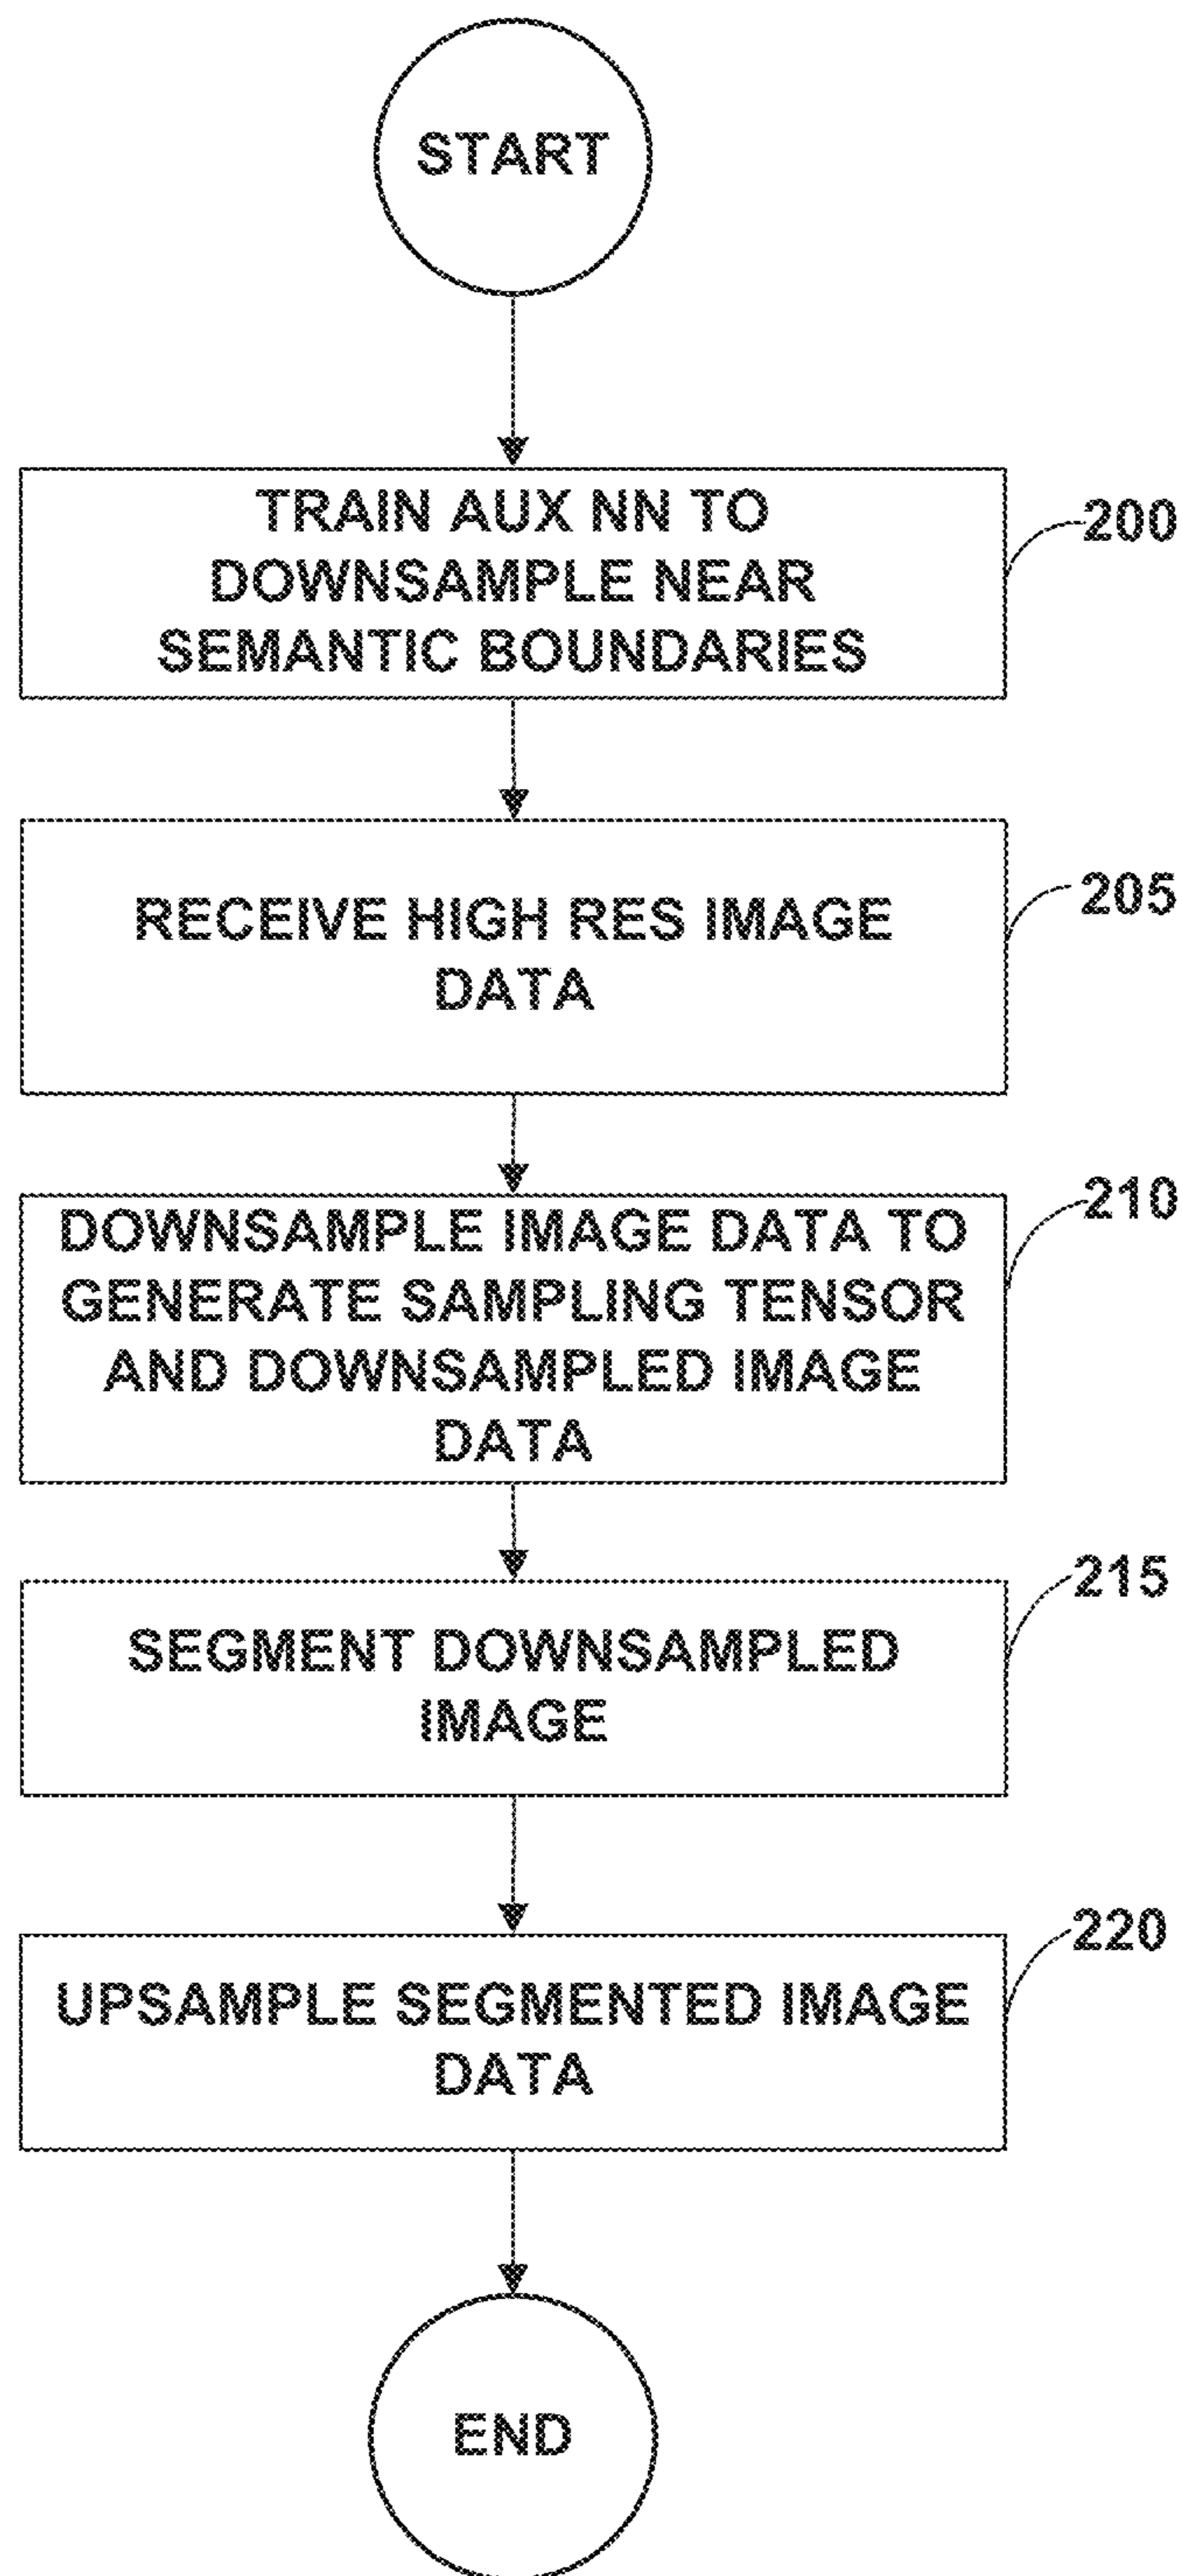 START
TRAIN AUX NN TO
DOWNSAMPLE NEAR
SEMANTIC BOUNDARIES
200
RECEIVE HIGH RES IMAGE
DATA
205
DOWNSAMPLE IMAGE DATA TO
GENERATE SAMPLING TENSOR
AND DOWNSAMPLED IMAGE
DATA
210
SEGMENT DOWNSAMPLED
IMAGE
215
UPSAMPLE SEGMENTED IMAGE
DATA
220
END